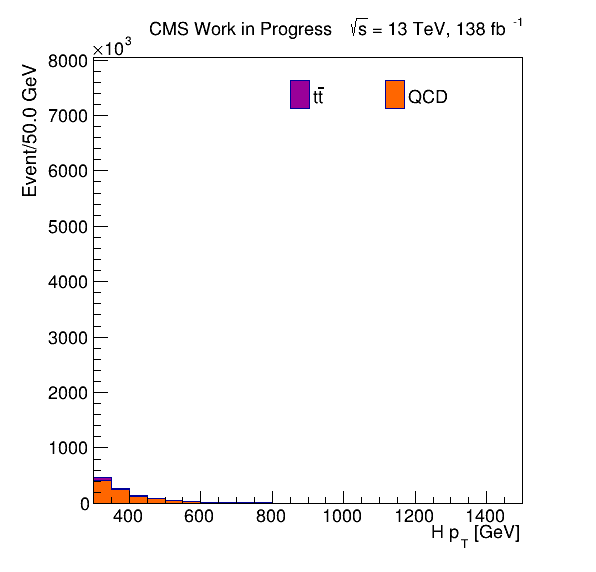 CMS Work in Progress √s = 13 TeV, 138 fb⁻¹
×10³
Event/50.0 GeV
8000
7000
6000
5000
4000
3000
2000
1000
0
tt̄
QCD
400 600 800 1000 1200 1400
H p_T [GeV]